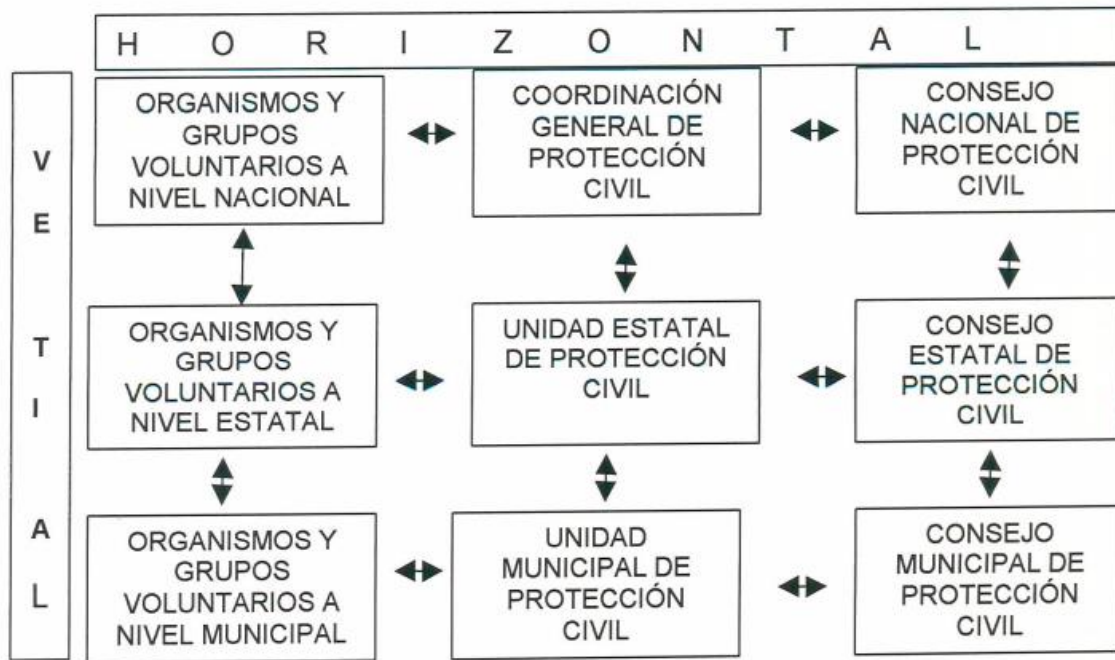 H O R I Z O N T A L
V
E
T
I
A
L
ORGANISMOS Y
GRUPOS
VOLUNTARIOS A
NIVEL NACIONAL
COORDINACIÓN
GENERAL DE
PROTECCIÓN
CIVIL
CONSEJO
NACIONAL DE
PROTECCIÓN
CIVIL
ORGANISMOS Y
GRUPOS
VOLUNTARIOS A
NIVEL ESTATAL
UNIDAD ESTATAL
DE PROTECCIÓN
CIVIL
CONSEJO
ESTATAL DE
PROTECCIÓN
CIVIL
ORGANISMOS Y
GRUPOS
VOLUNTARIOS A
NIVEL MUNICIPAL
UNIDAD
MUNICIPAL DE
PROTECCIÓN
CIVIL
CONSEJO
MUNICIPAL DE
PROTECCIÓN
CIVIL